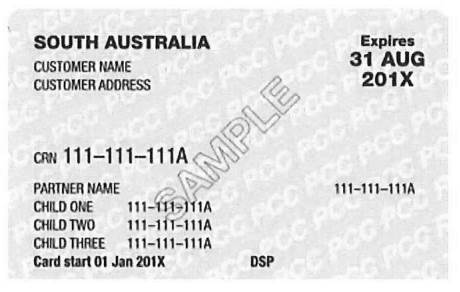 SOUTH AUSTRALIA
Expires
31 AUG
201X
CUSTOMER NAME
CUSTOMER ADDRESS
SAMPLE
CRN 111–111–111A
PARTNER NAME 111–111–111A
CHILD ONE 111–111–111A
CHILD TWO 111–111–111A
CHILD THREE 111–111–111A
Card start 01 Jan 201X DSP